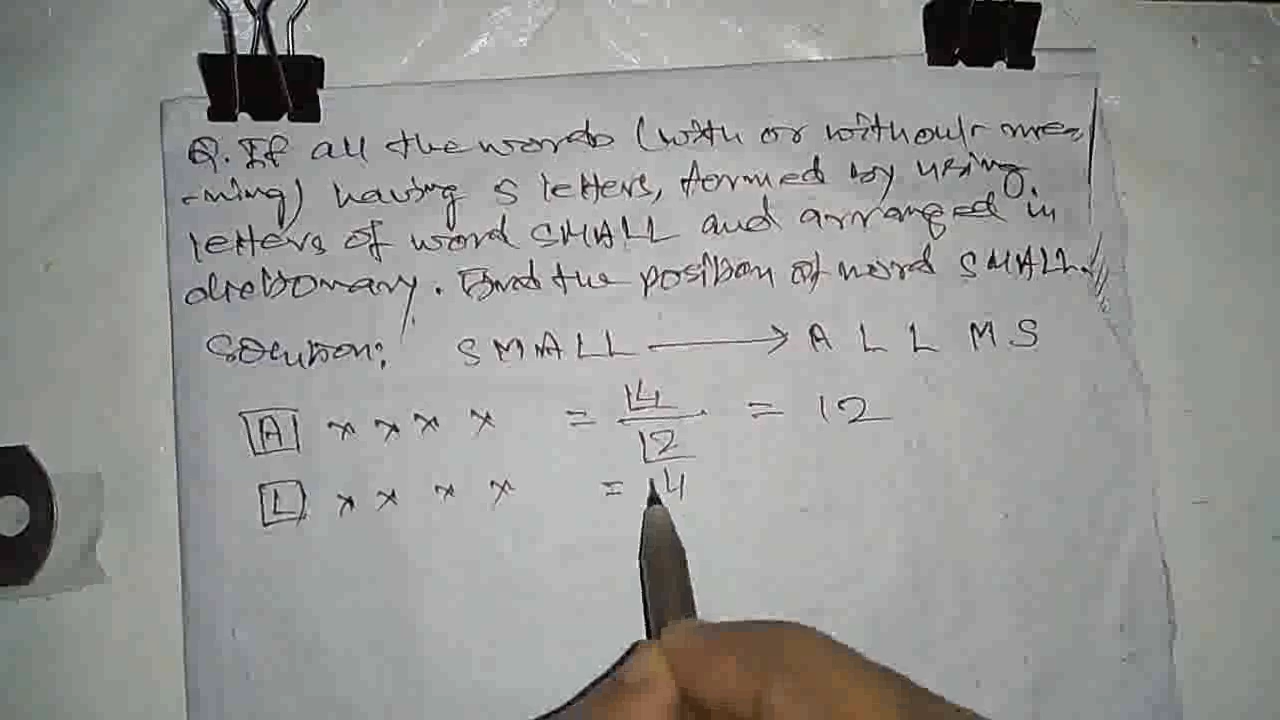 Q. If all the words (with or without mea-
-ning) having 5 letters, formed by using
letters of word SMALL and arranged in
dictionary. Find the position of word SMALL.
Solution: SMALL → A L L M S
A × × × × = ⌊4 / ⌊2 = 12
L × × × × = ⌊4